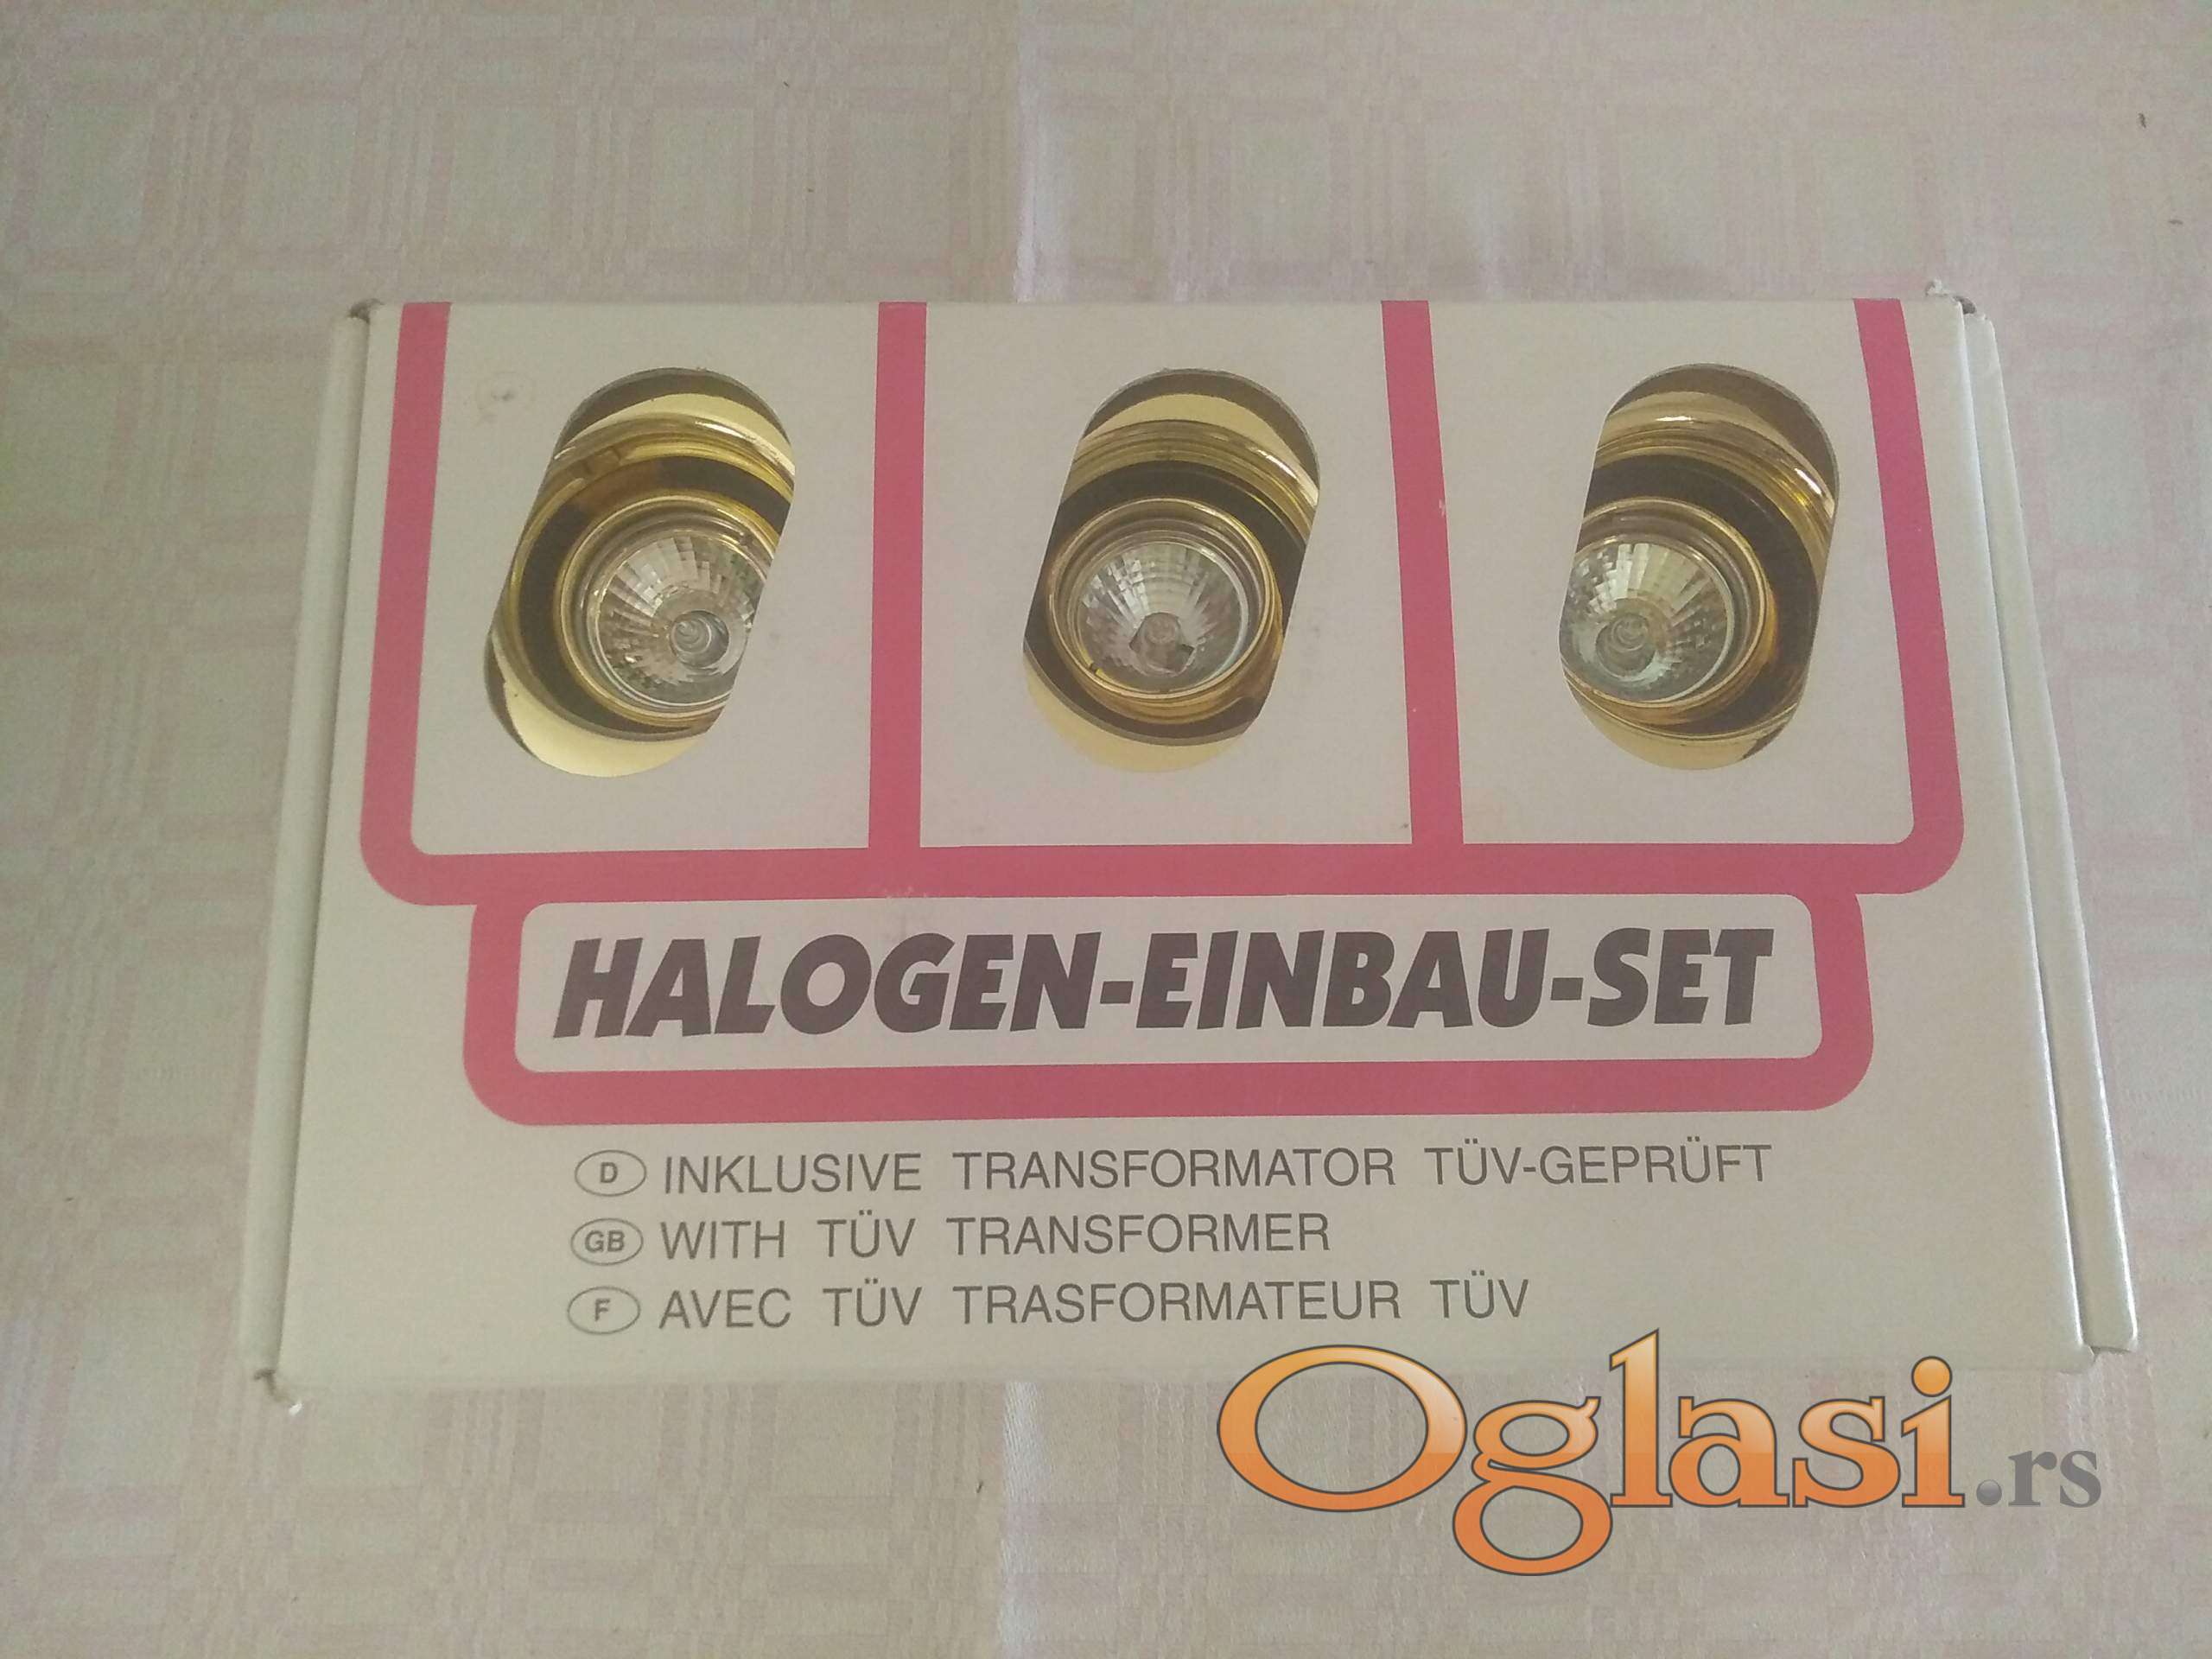 HALOGEN-EINBAU-SET
D INKLUSIVE TRANSFORMATOR TÜV-GEPRÜFT
GB WITH TÜV TRANSFORMER
F AVEC TÜV TRASFORMATEUR TÜV
Oglasi.rs